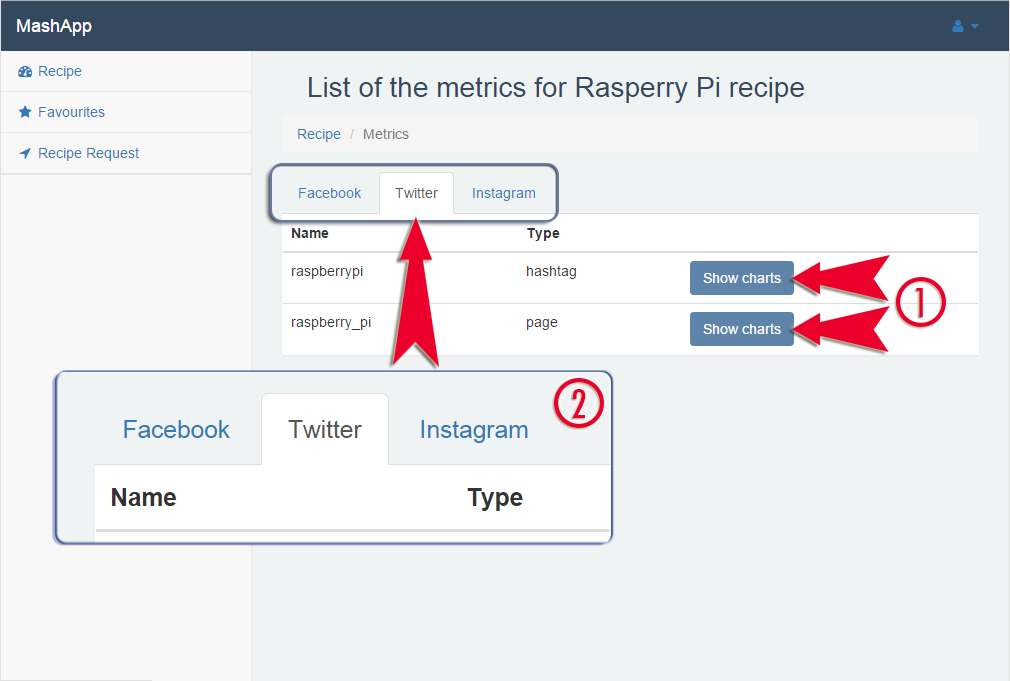 MashApp
Recipe
Favourites
Recipe Request
List of the metrics for Rasperry Pi recipe
Recipe / Metrics
Facebook Twitter Instagram
Name Type
raspberrypi hashtag Show charts
1
raspberry_pi page Show charts
2
Facebook Twitter Instagram
Name Type